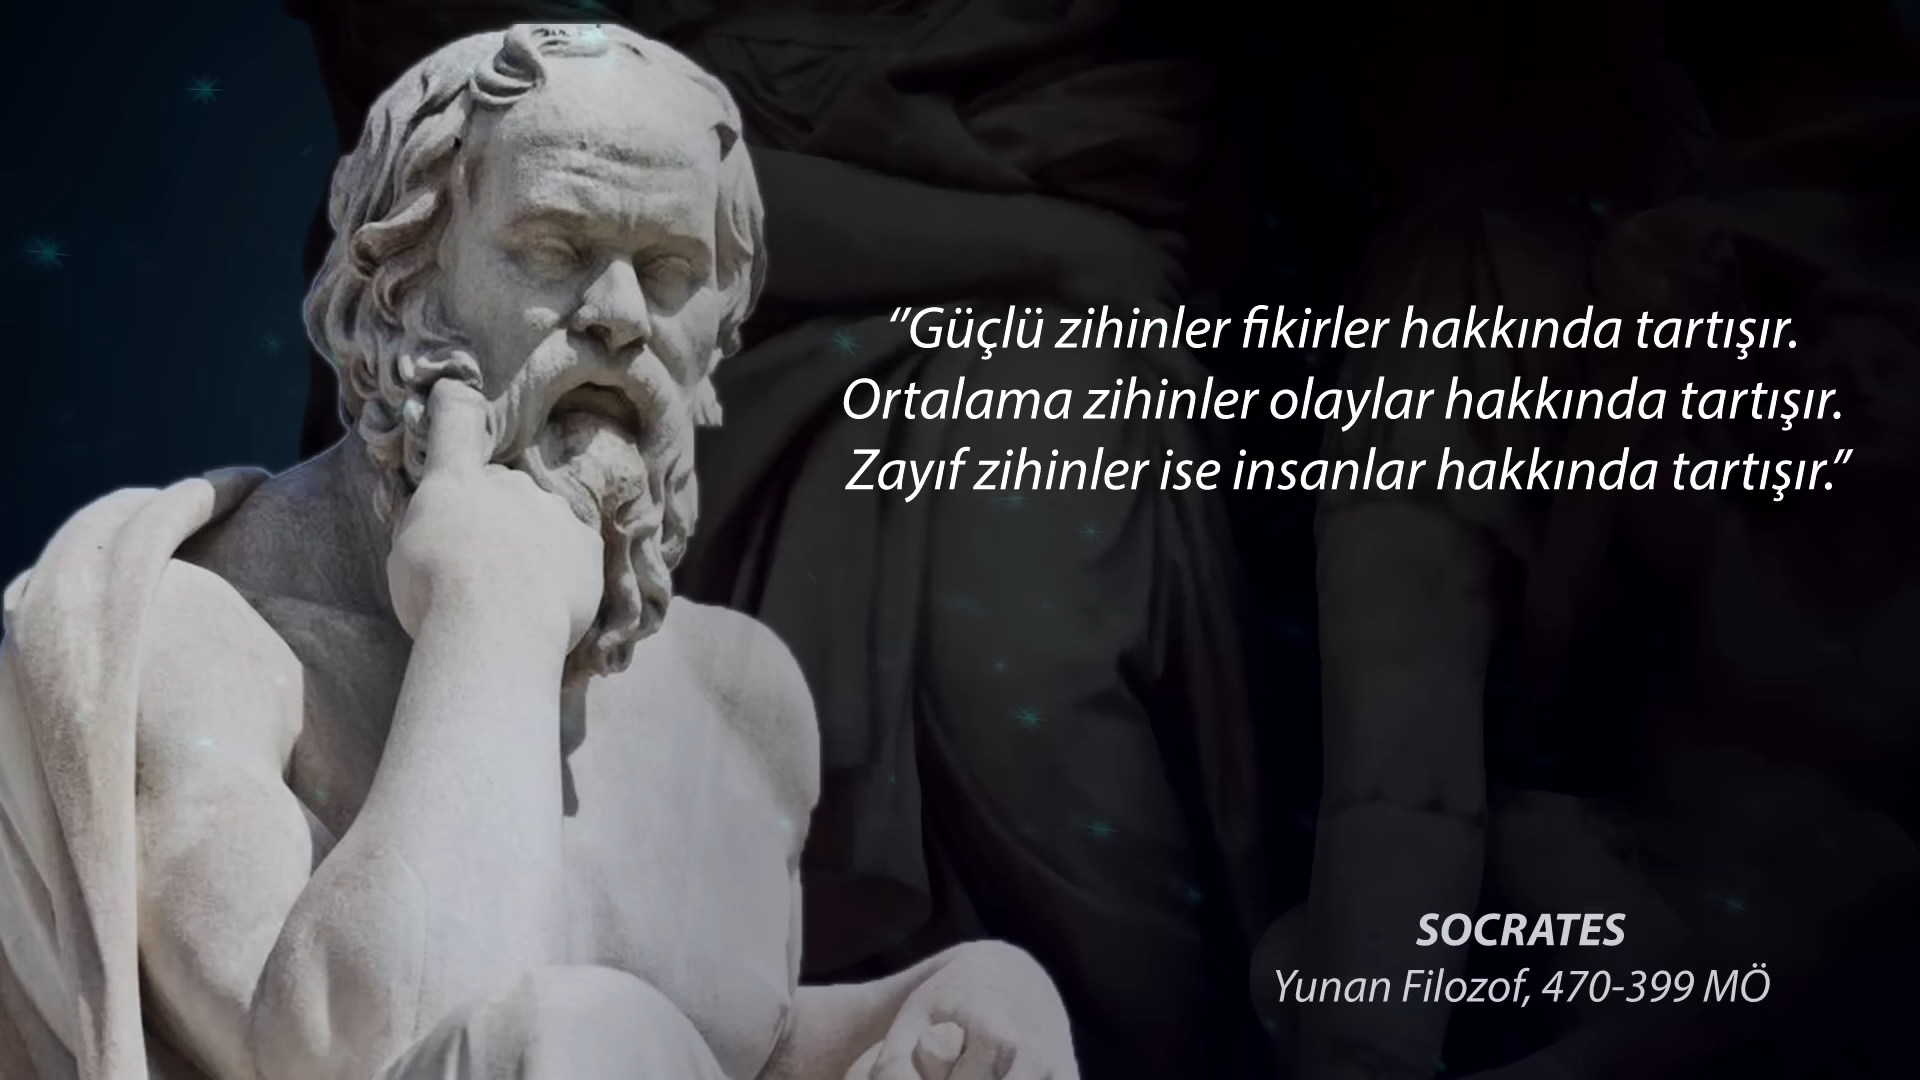 “Güçlü zihinler fikirler hakkında tartışır.
Ortalama zihinler olaylar hakkında tartışır.
Zayıf zihinler ise insanlar hakkında tartışır.”
SOCRATES
Yunan Filozof, 470-399 MÖ